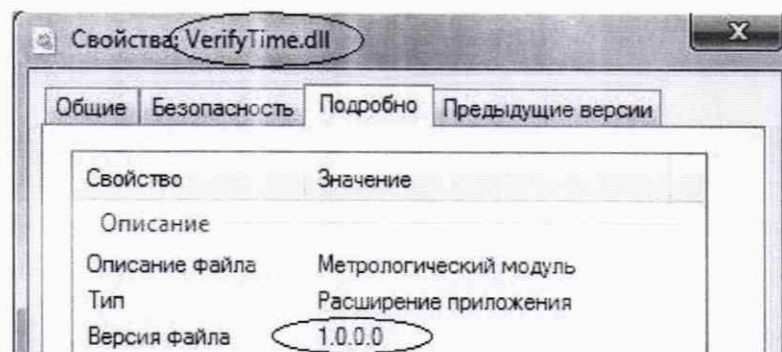 Свойства: VerifyTime.dll
Общие Безопасность Подробно Предыдущие версии
Свойство Значение
Описание
Описание файла Метрологический модуль
Тип Расширение приложения
Версия файла 1.0.0.0